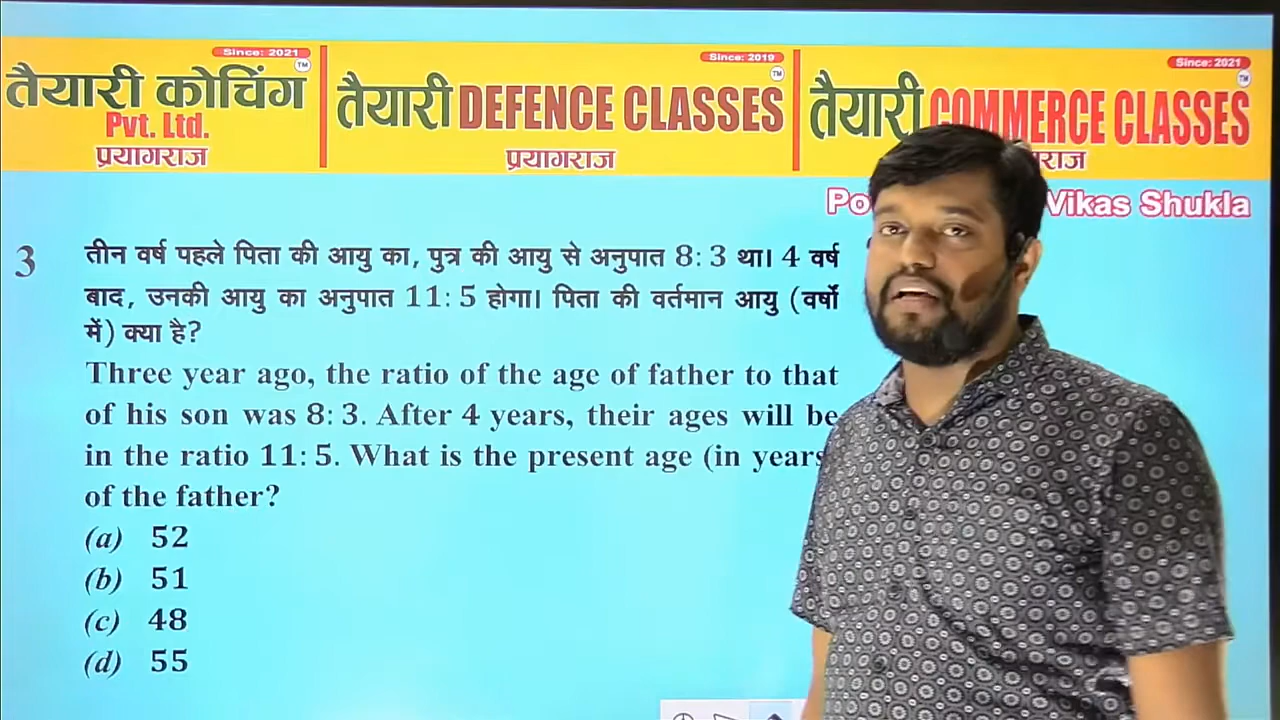 Since: 2021
TM
तैयारी कोचिंग
Pvt. Ltd.
प्रयागराज
Since: 2019
TM
तैयारी DEFENCE CLASSES
प्रयागराज
Since: 2021
TM
तैयारी COMMERCE CLASSES
Vikas Shukla
3
तीन वर्ष पहले पिता की आयु का, पुत्र की आयु से अनुपात 8:3 था। 4 वर्ष
बाद, उनकी आयु का अनुपात 11:5 होगा। पिता की वर्तमान आयु (वर्षों
में) क्या है?
Three year ago, the ratio of the age of father to that
of his son was 8:3. After 4 years, their ages will be
in the ratio 11:5. What is the present age (in years
of the father?
(a) 52
(b) 51
(c) 48
(d) 55